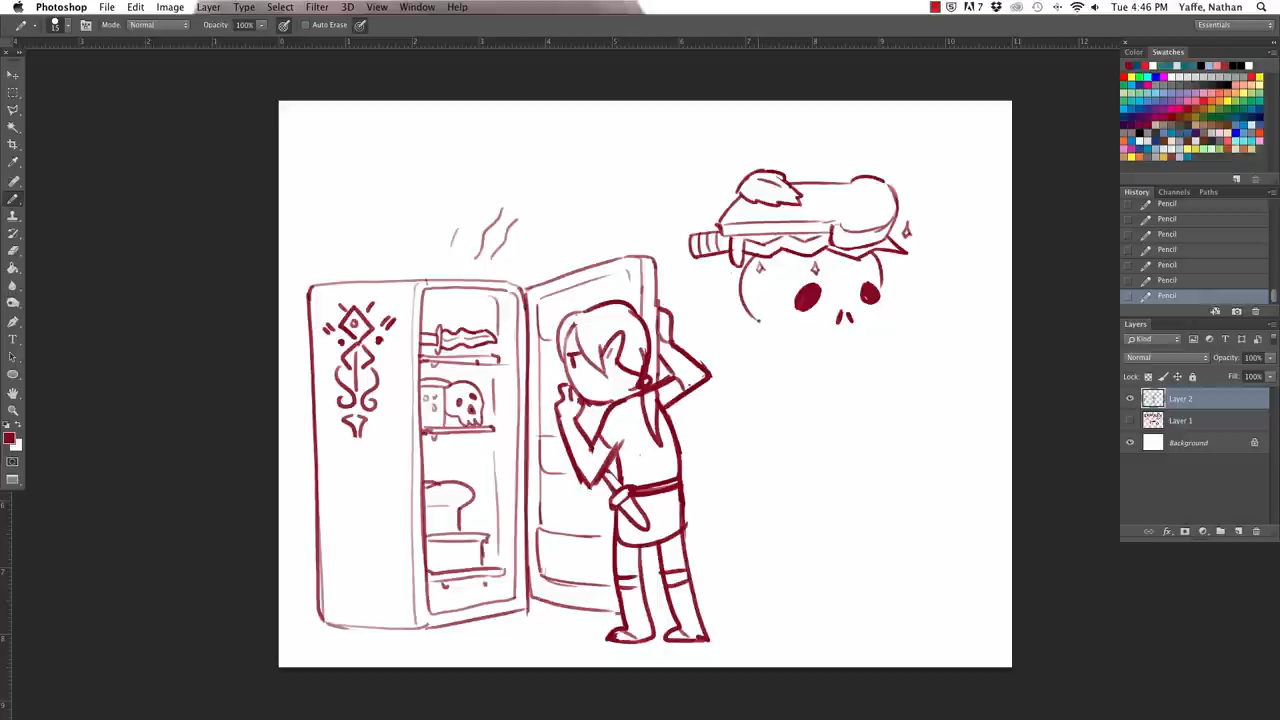 Photoshop File Edit Image Layer Type Select Filter 3D View Window Help 7 Tue 4:46 PM Yaffe, Nathan
15 Mode: Normal Opacity: 100% Auto Erase Essentials
Color Swatches
History Channels Paths
Pencil
Pencil
Pencil
Pencil
Pencil
Pencil
Pencil
Layers
Kind
Normal Opacity: 100%
Lock: Fill: 100%
Layer 2
Layer 1
Background